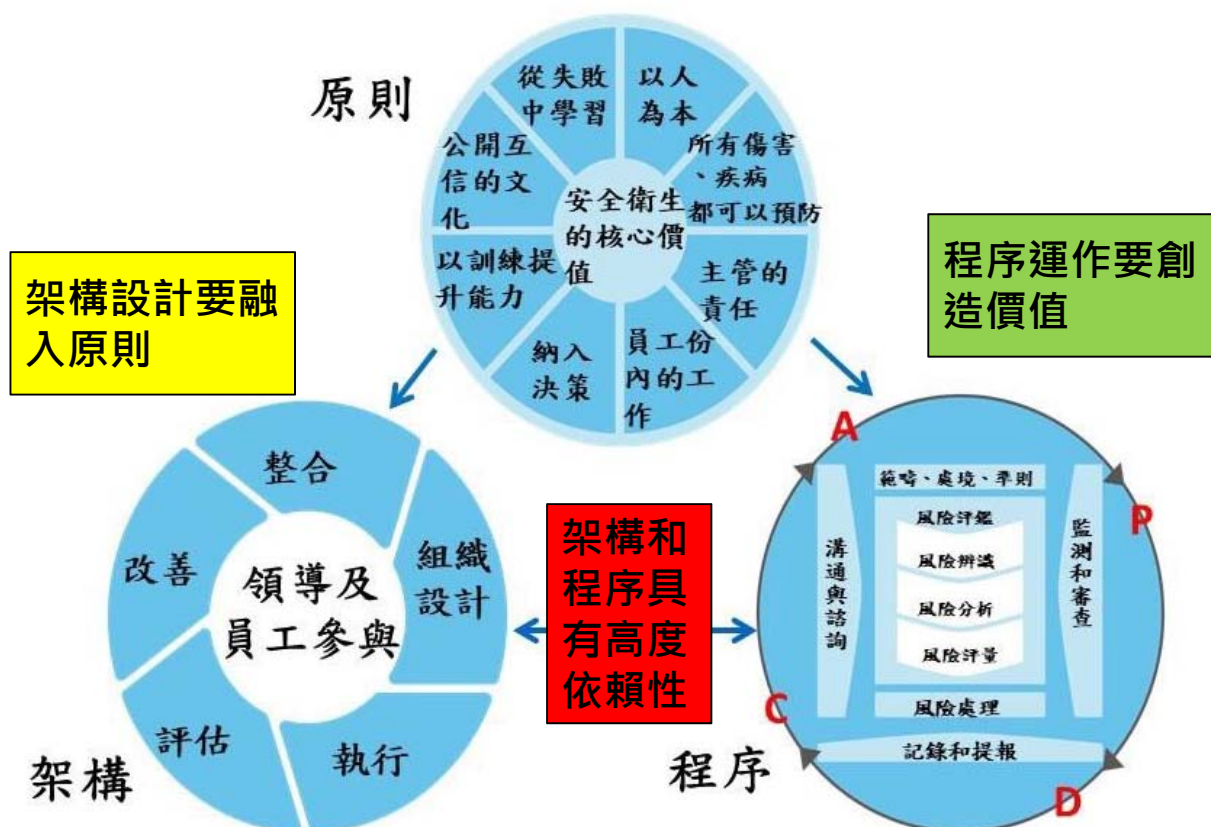 原則
從失敗
中學習
以人
為本
公開互
信的文
化
所有傷害
、疾病
都可以預防
安全衛生
的核心價
值
以訓練提
升能力
主管的
責任
納入
決策
員工份
內的工
作
架構設計要融
入原則
程序運作要創
造價值
整合
改善
組織
設計
領導及
員工參與
評估
執行
架構
架構和
程序具
有高度
依賴性
A
P
範疇、處境、準則
風險評鑑
風險辨識
風險分析
風險評量
溝通與諮詢
監測和審查
風險處理
記錄和提報
C
D
程序